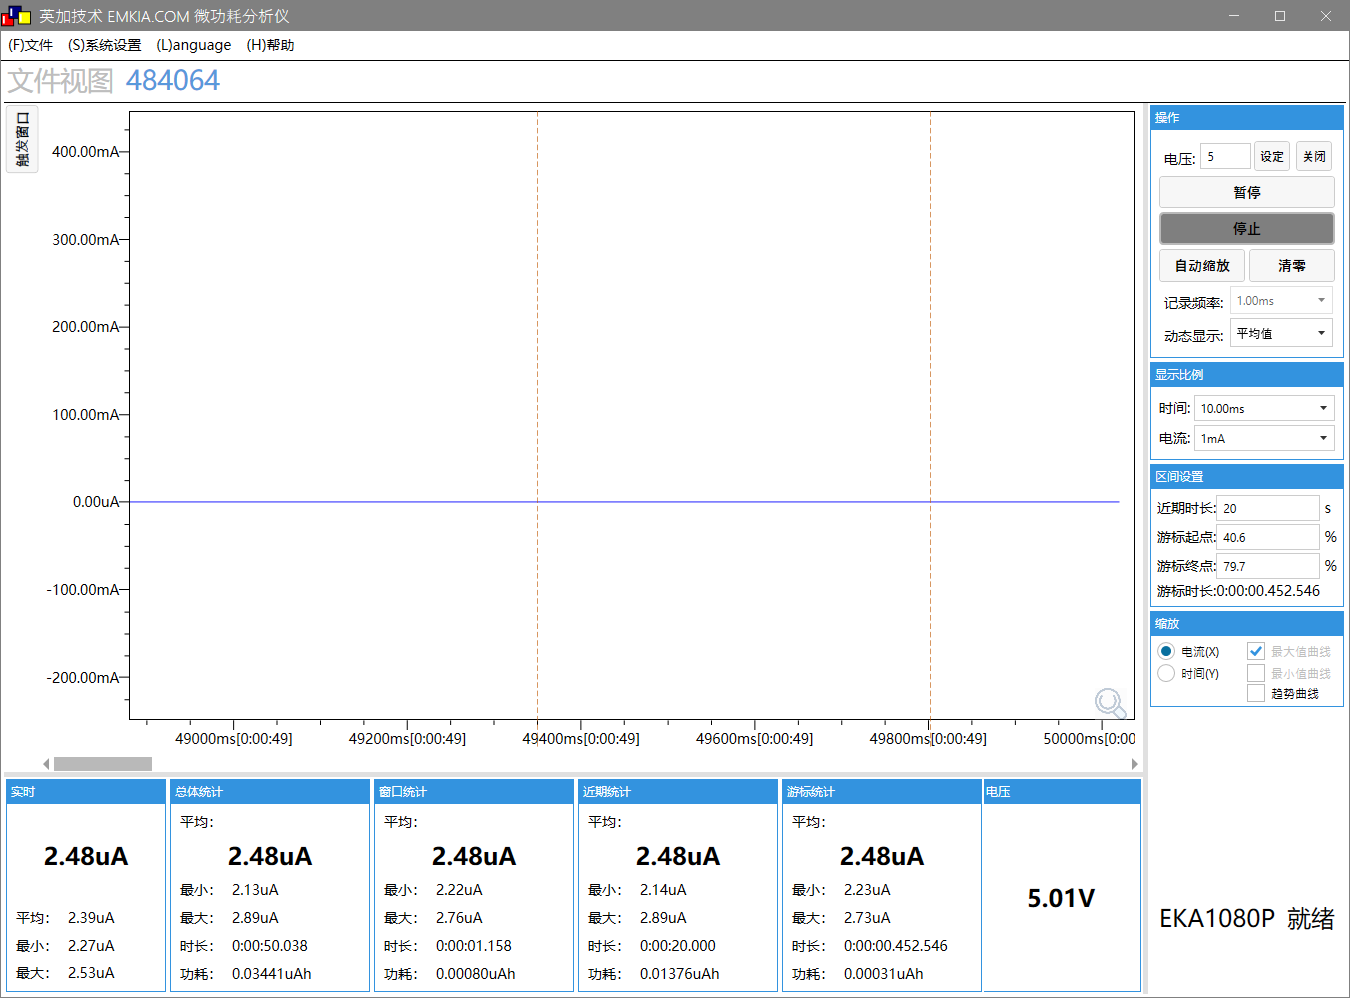 英加技术 EMKIA.COM 微功耗分析仪
(F)文件 (S)系统设置 (L)anguage (H)帮助
文件视图 484064
触发窗口
400.00mA
300.00mA
200.00mA
100.00mA
0.00uA
-100.00mA
-200.00mA
49000ms[0:00:49] 49200ms[0:00:49] 49400ms[0:00:49] 49600ms[0:00:49] 49800ms[0:00:49] 50000ms[0:00
操作
电压: 5 设定 关闭
暂停
停止
自动缩放 清零
记录频率: 1.00ms
动态显示: 平均值
显示比例
时间: 10.00ms
电流: 1mA
区间设置
近期时长: 20 s
游标起点: 40.6 %
游标终点: 79.7 %
游标时长:0:00:00.452.546
缩放
电流(X) 最大值曲线
时间(Y) 最小值曲线
趋势曲线
实时
2.48uA
平均: 2.39uA
最小: 2.27uA
最大: 2.53uA
总体统计
平均:
2.48uA
最小: 2.13uA
最大: 2.89uA
时长: 0:00:50.038
功耗: 0.03441uAh
窗口统计
平均:
2.48uA
最小: 2.22uA
最大: 2.76uA
时长: 0:00:01.158
功耗: 0.00080uAh
近期统计
平均:
2.48uA
最小: 2.14uA
最大: 2.89uA
时长: 0:00:20.000
功耗: 0.01376uAh
游标统计
平均:
2.48uA
最小: 2.23uA
最大: 2.73uA
时长: 0:00:00.452.546
功耗: 0.00031uAh
电压
5.01V
EKA1080P 就绪